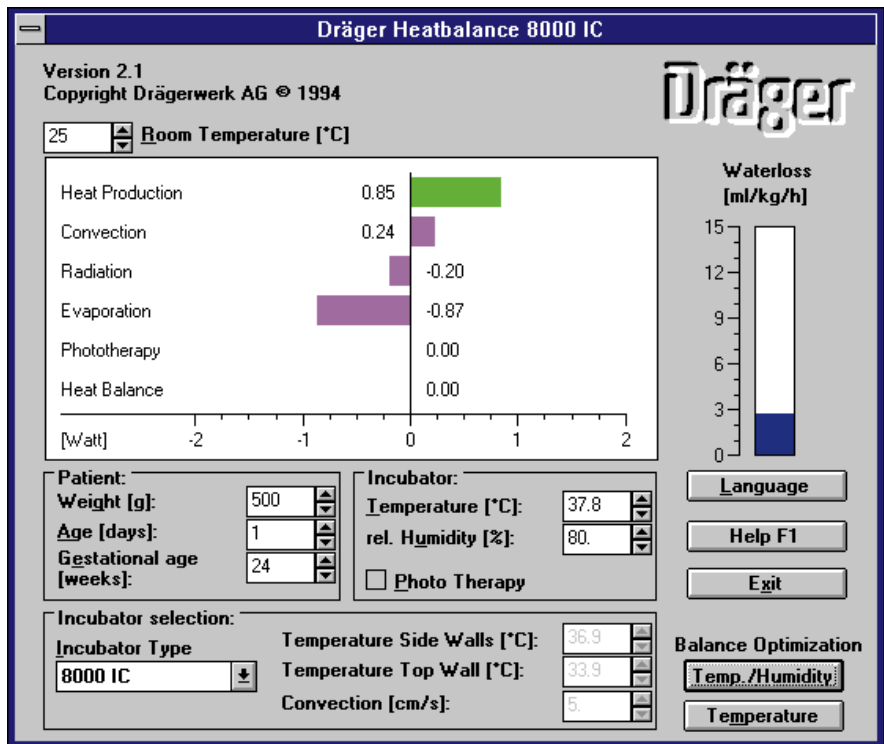 Dräger Heatbalance 8000 IC
Version 2.1
Copyright Drägerwerk AG © 1994
Dräger
25 Room Temperature [°C]
Heat Production 0.85
Convection 0.24
Radiation -0.20
Evaporation -0.87
Phototherapy 0.00
Heat Balance 0.00
[Watt] -2 -1 0 1 2
Waterloss
[ml/kg/h]
15
12
9
6
3
0
Patient:
Weight [g]: 500
Age [days]: 1
Gestational age
[weeks]: 24
Incubator:
Temperature [°C]: 37.8
rel. Humidity [%]: 80.
Photo Therapy
Language
Help F1
Exit
Incubator selection:
Incubator Type
8000 IC
Temperature Side Walls [°C]: 36.9
Temperature Top Wall [°C]: 33.9
Convection [cm/s]: 5.
Balance Optimization
Temp./Humidity
Temperature